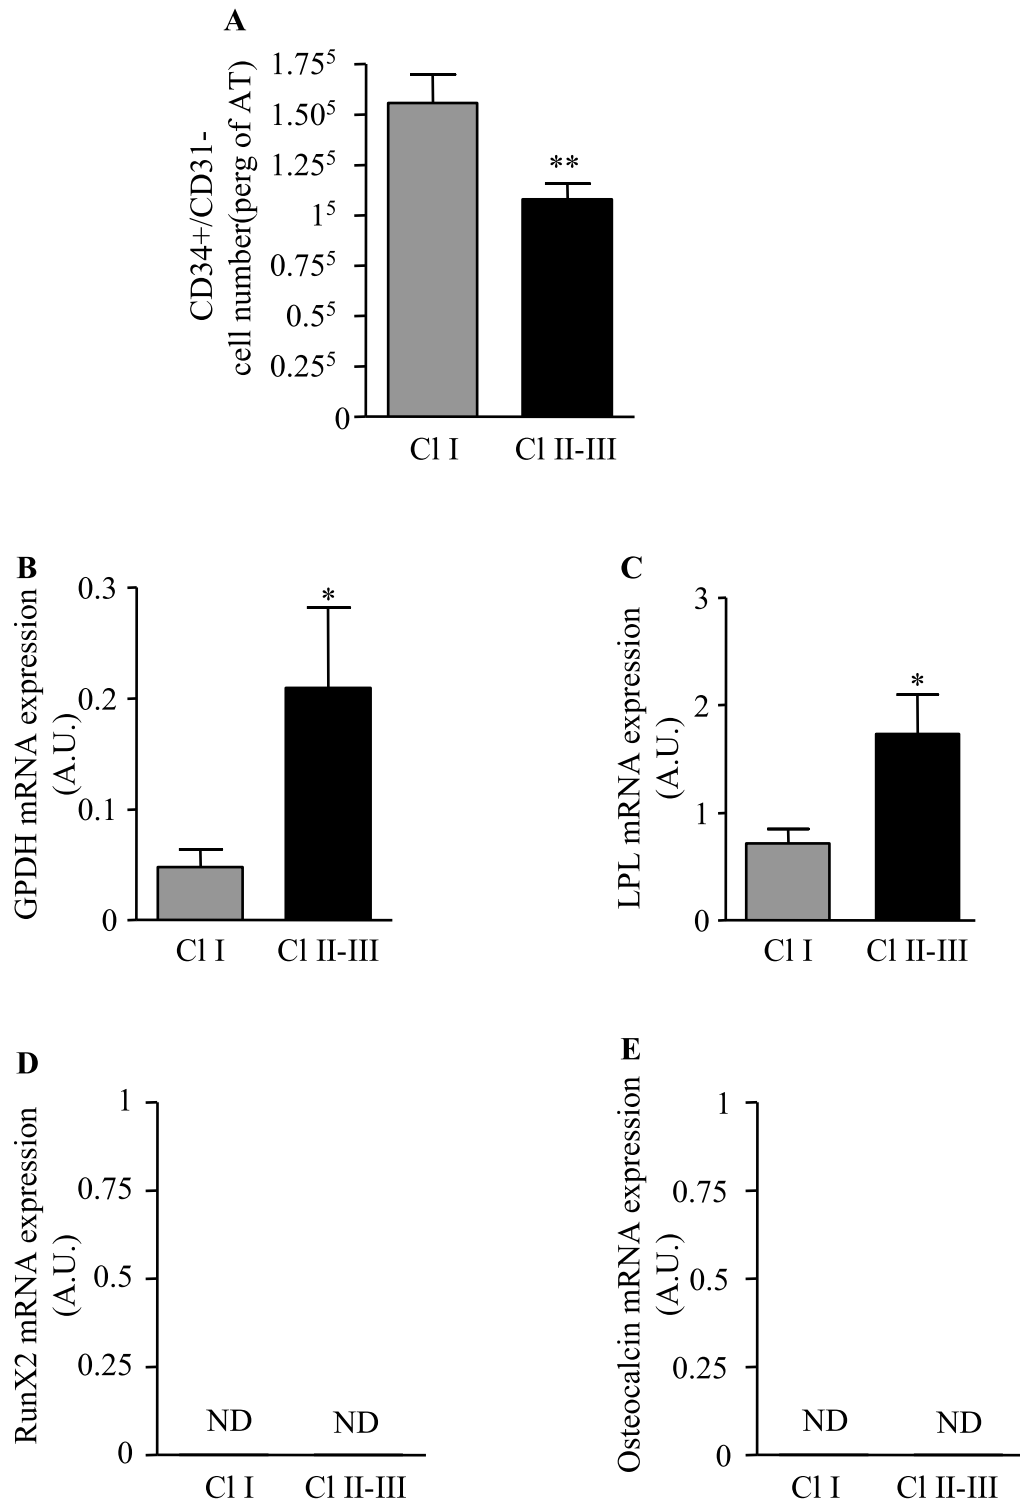 A
CD34+/CD31-
cell number(perg of AT)
1.75⁵
1.50⁵
1.25⁵
1⁵
0.75⁵
0.5⁵
0.25⁵
0
**
Cl I
Cl II-III
B
GPDH mRNA expression
(A.U.)
0.3
0.2
0.1
0
*
Cl I
Cl II-III
C
LPL mRNA expression
(A.U.)
3
2
1
0
*
Cl I
Cl II-III
D
RunX2 mRNA expression
(A.U.)
1
0.75
0.5
0.25
0
ND
ND
Cl I
Cl II-III
E
Osteocalcin mRNA expression
(A.U.)
1
0.75
0.5
0.25
0
ND
ND
Cl I
Cl II-III